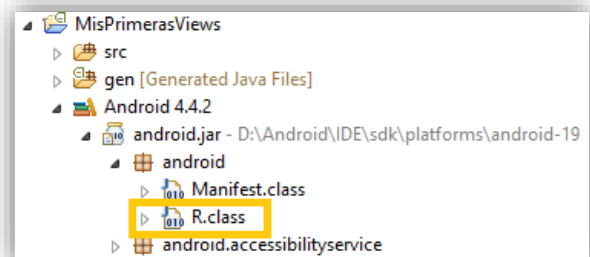 MisPrimerasViews
src
gen [Generated Java Files]
Android 4.4.2
android.jar - D:\Android\IDE\sdk\platforms\android-19
android
Manifest.class
R.class
android.accessibilityservice